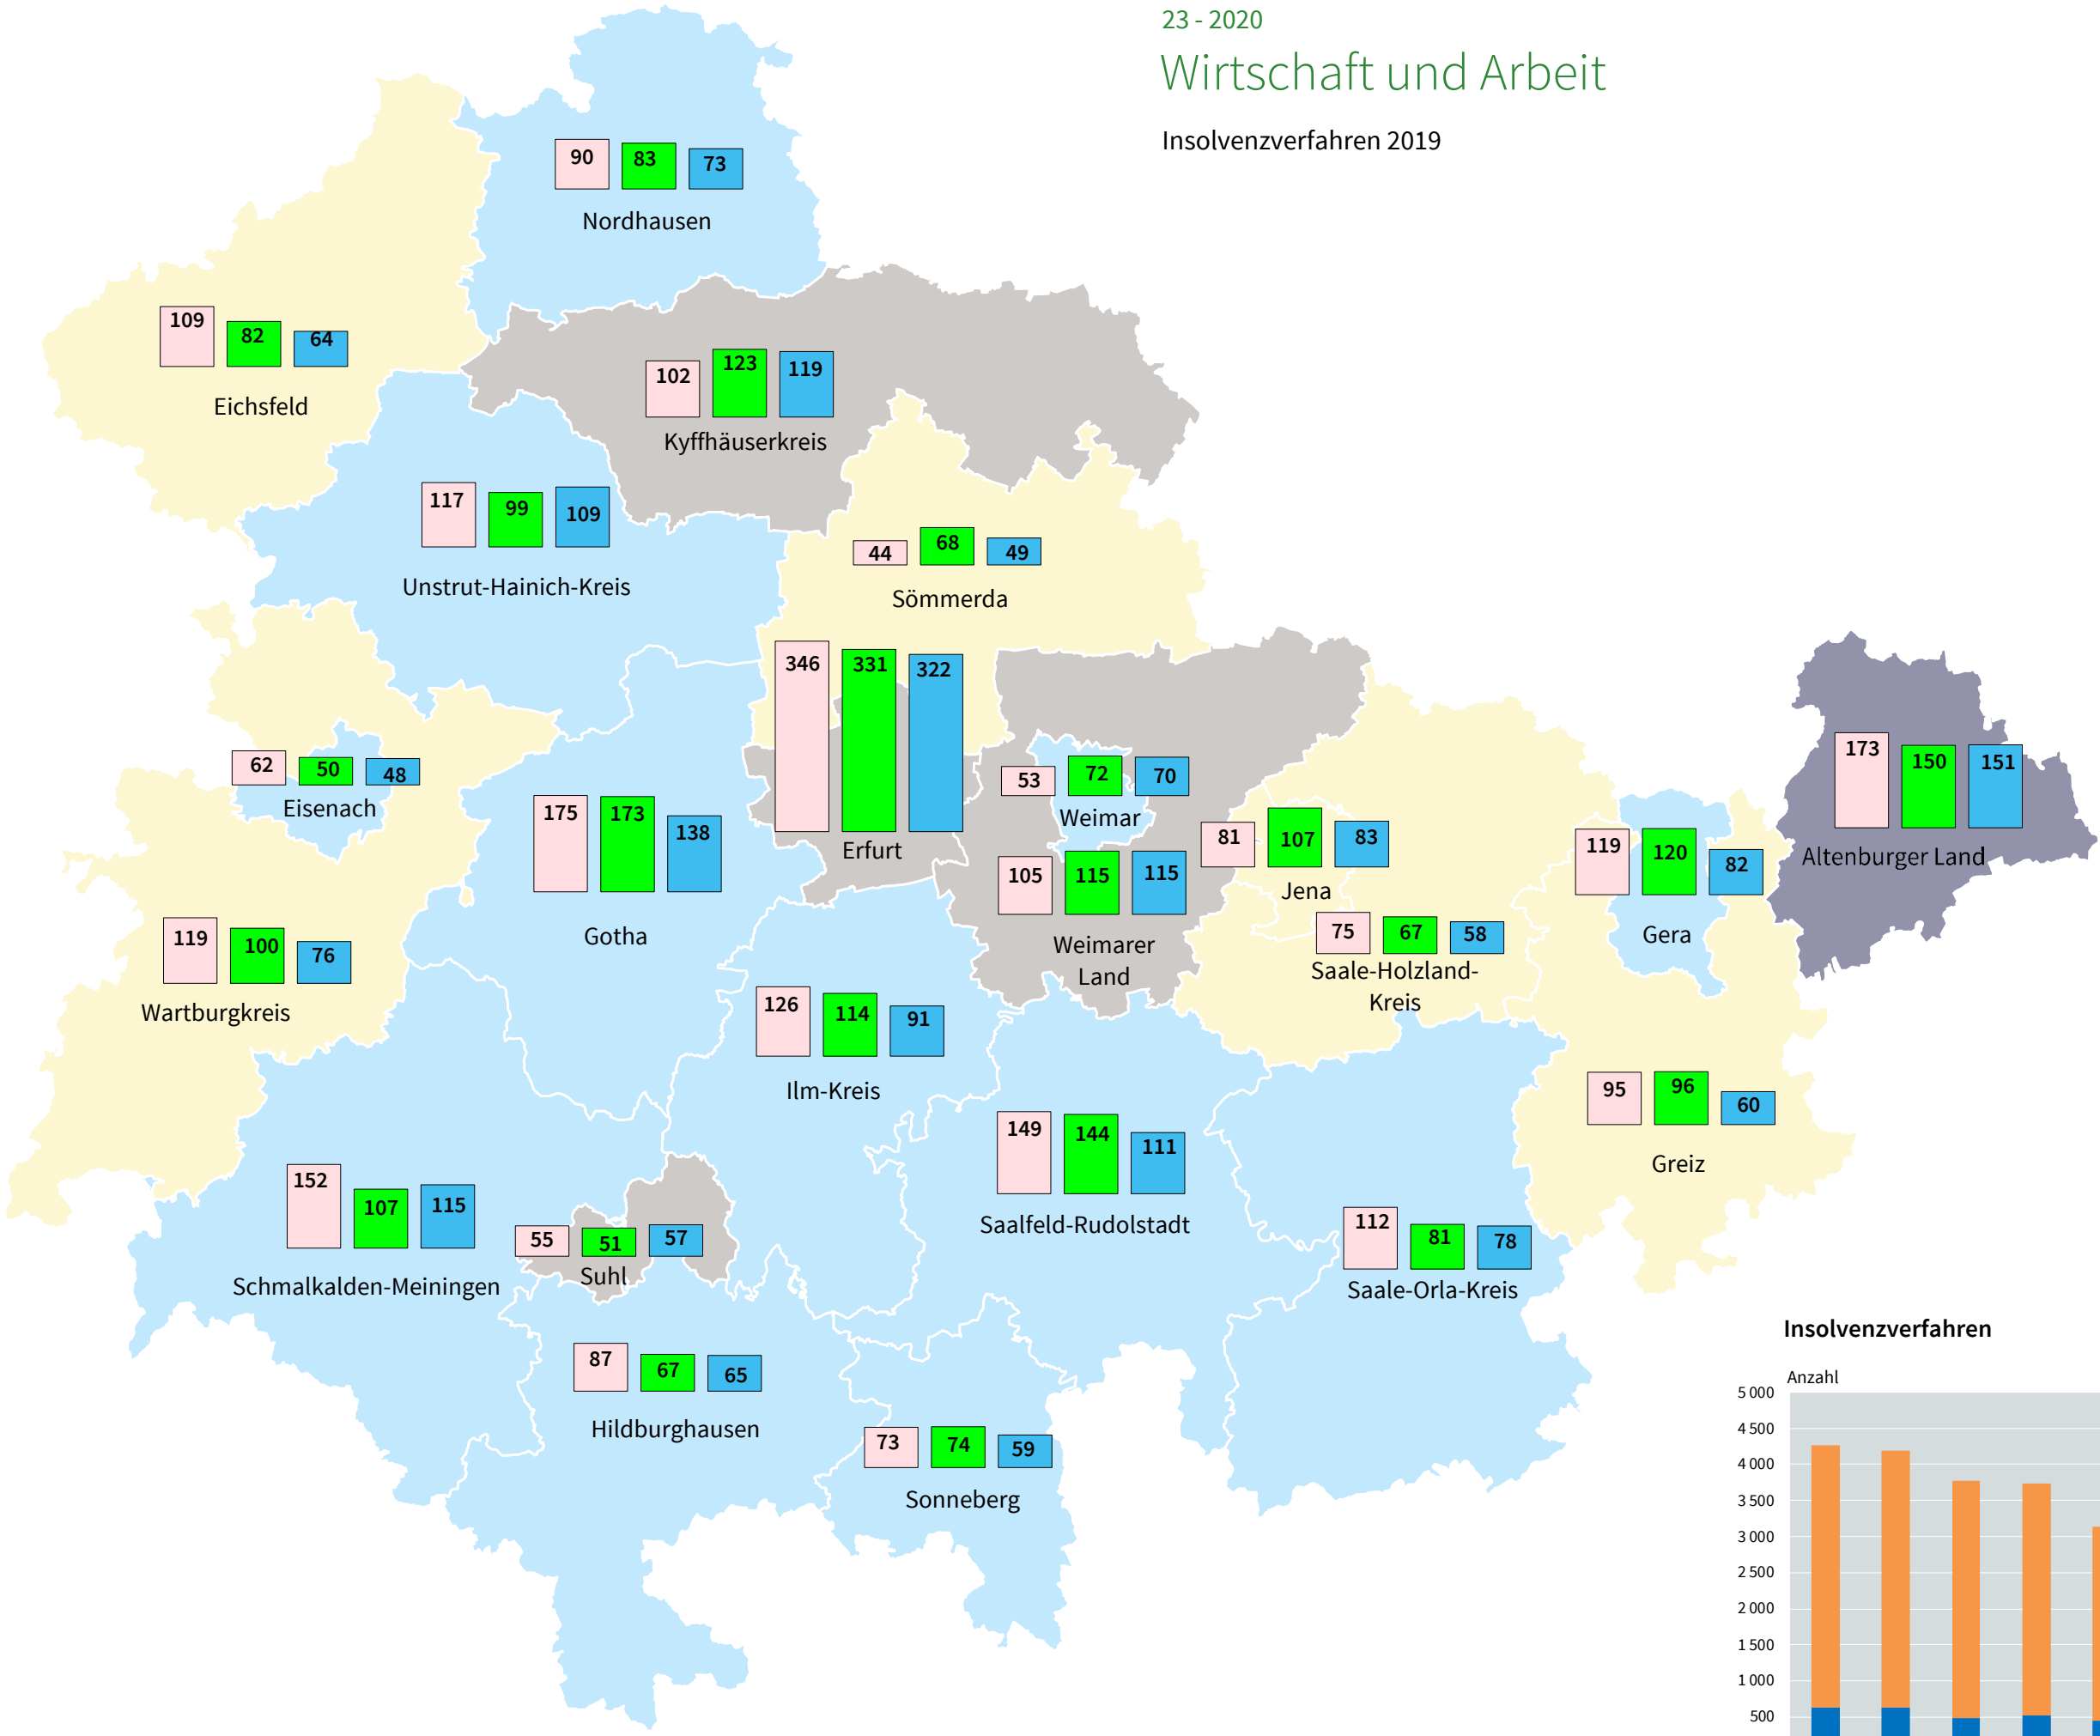 23 - 2020
Wirtschaft und Arbeit
Insolvenzverfahren 2019
90 83 73
Nordhausen
109 82 64
Eichsfeld
102 123 119
Kyffhäuserkreis
117 99 109
Unstrut-Hainich-Kreis
44 68 49
Sömmerda
346 331 322
Erfurt
62 50 48
Eisenach
175 173 138
Gotha
53 72 70
Weimar
105 115 115
Weimarer
Land
81 107 83
Jena
75 67 58
Saale-Holzland-
Kreis
119 120 82
Gera
173 150 151
Altenburger Land
119 100 76
Wartburgkreis
126 114 91
Ilm-Kreis
95 96 60
Greiz
149 144 111
Saalfeld-Rudolstadt
152 107 115
Schmalkalden-Meiningen
55 51 57
Suhl
112 81 78
Saale-Orla-Kreis
87 67 65
Hildburghausen
73 74 59
Sonneberg
Insolvenzverfahren
Anzahl
5 000
4 500
4 000
3 500
3 000
2 500
2 000
1 500
1 000
500